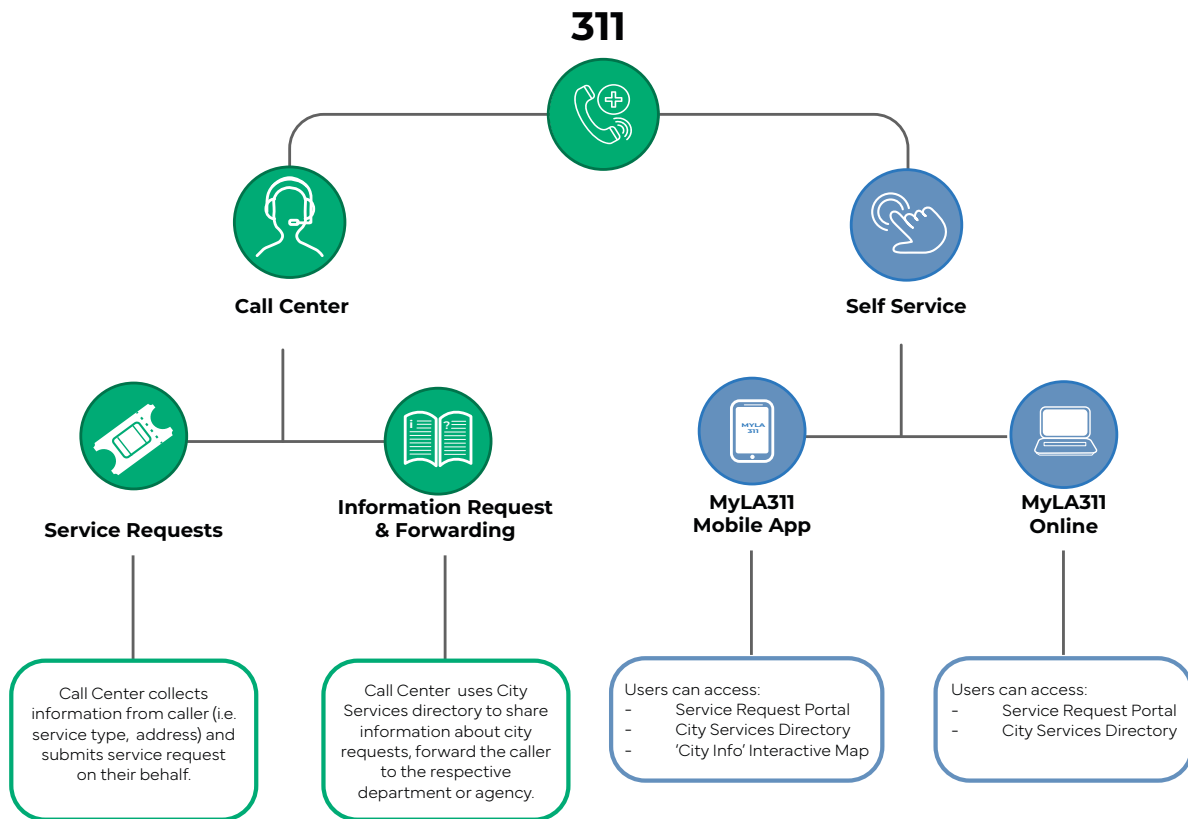 311
Call Center
Self Service
i
?
MYLA
311
Service Requests
Information Request
& Forwarding
MyLA311
Mobile App
MyLA311
Online
Call Center collects
information from caller (i.e.
service type, address) and
submits service request
on their behalf.
Call Center uses City
Services directory to share
information about city
requests, forward the caller
to the respective
department or agency.
Users can access:
- Service Request Portal
- City Services Directory
- ‘City Info’ Interactive Map
Users can access:
- Service Request Portal
- City Services Directory